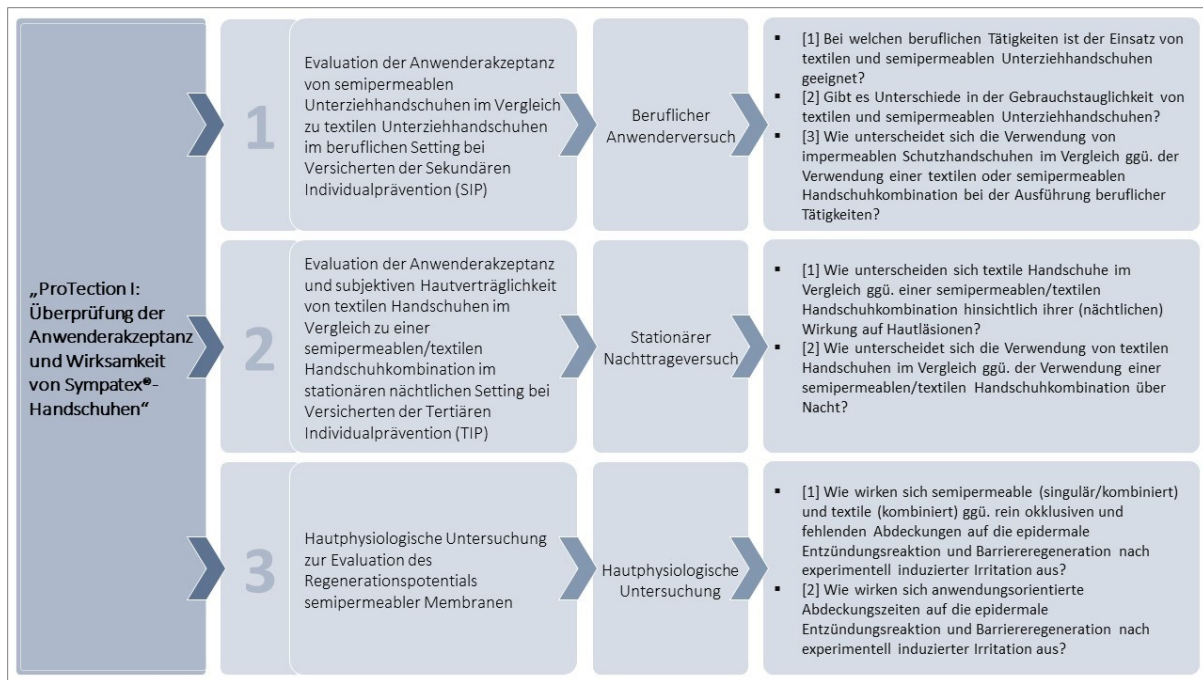 „ProTection I:
Überprüfung der
Anwenderakzeptanz
und Wirksamkeit
von Sympatex®-
Handschuhen“
1
Evaluation der Anwenderakzeptanz
von semipermeablen
Unterziehhandschuhen im Vergleich
zu textilen Unterziehhandschuhen
im beruflichen Setting bei
Versicherten der Sekundären
Individualprävention (SIP)
Beruflicher
Anwenderversuch
▪ [1] Bei welchen beruflichen Tätigkeiten ist der Einsatz von
textilen und semipermeablen Unterziehhandschuhen
geeignet?
▪ [2] Gibt es Unterschiede in der Gebrauchstauglichkeit von
textilen und semipermeablen Unterziehhandschuhen?
▪ [3] Wie unterscheidet sich die Verwendung von
impermeablen Schutzhandschuhen im Vergleich ggü. der
Verwendung einer textilen oder semipermeablen
Handschuhkombination bei der Ausführung beruflicher
Tätigkeiten?
2
Evaluation der Anwenderakzeptanz
und subjektiven Hautverträglichkeit
von textilen Handschuhen im
Vergleich zu einer
semipermeablen/textilen
Handschuhkombination im
stationären nächtlichen Setting bei
Versicherten der Tertiären
Individualprävention (TIP)
Stationärer
Nachttrageversuch
▪ [1] Wie unterscheiden sich textile Handschuhe im
Vergleich ggü. einer semipermeablen/textilen
Handschuhkombination hinsichtlich ihrer (nächtlichen)
Wirkung auf Hautläsionen?
▪ [2] Wie unterscheidet sich die Verwendung von textilen
Handschuhen im Vergleich ggü. der Verwendung einer
semipermeablen/textilen Handschuhkombination über
Nacht?
3
Hautphysiologische Untersuchung
zur Evaluation des
Regenerationspotentials
semipermeabler Membranen
Hautphysiologische
Untersuchung
▪ [1] Wie wirken sich semipermeable (singulär/kombiniert)
und textile (kombiniert) ggü. rein okklusiven und
fehlenden Abdeckungen auf die epidermale
Entzündungsreaktion und Barriereregeneration nach
experimentell induzierter Irritation aus?
▪ [2] Wie wirken sich anwendungsorientierte
Abdeckungszeiten auf die epidermale
Entzündungsreaktion und Barriereregeneration nach
experimentell induzierter Irritation aus?